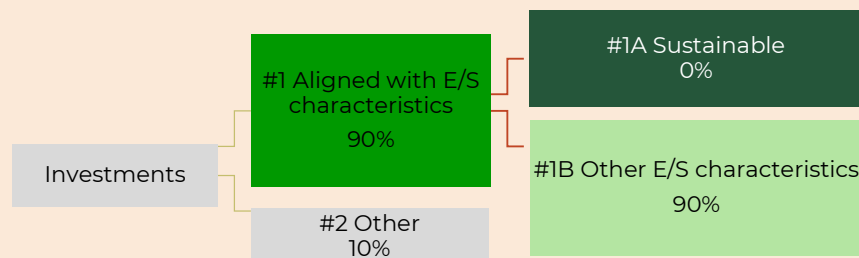 Investments
#1 Aligned with E/S
characteristics
90%
#2 Other
10%
#1A Sustainable
0%
#1B Other E/S characteristics
90%